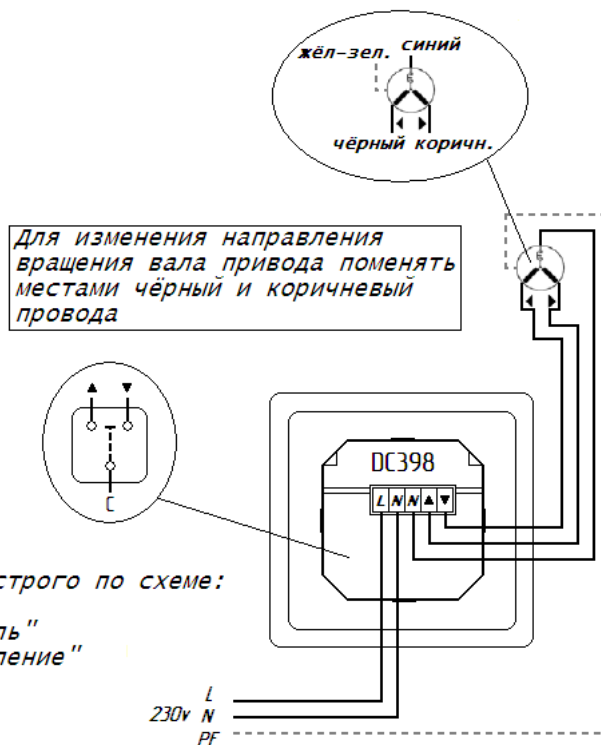 жёл-зел. синий
чёрный коричн.
Для изменения направления
вращения вала привода поменять
местами чёрный и коричневый
провода
C
DC398
L N N ▲ ▼
строго по схеме:
ль"
ление"
L
230v N
PE